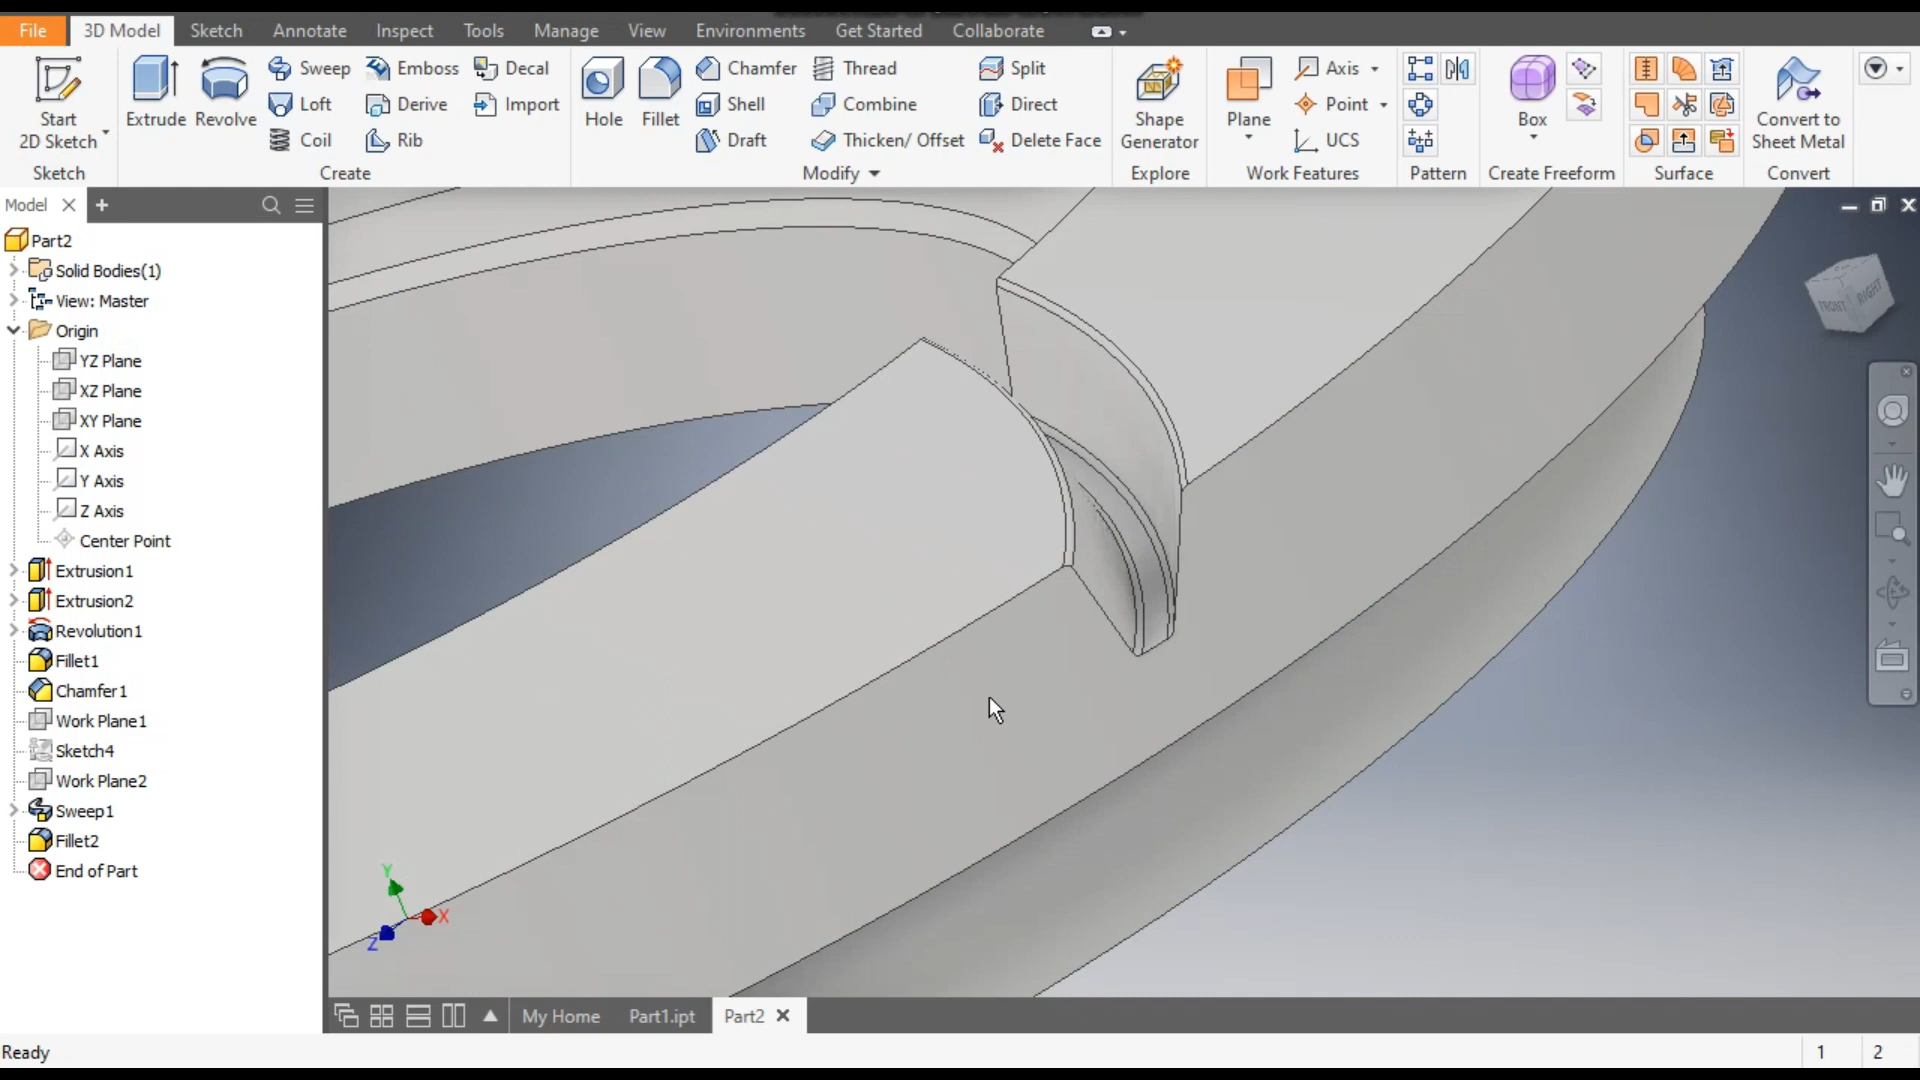 File 3D Model Sketch Annotate Inspect Tools Manage View Environments Get Started Collaborate
Start
2D Sketch
Sketch
Extrude Revolve
Sweep Emboss Decal
Loft Derive Import
Coil Rib
Create
Hole Fillet
Chamfer Thread Split
Shell Combine Direct
Draft Thicken/ Offset Delete Face
Modify
Shape
Generator
Explore
Plane
Axis
Point
UCS
Work Features
Pattern
Box
Create Freeform
Surface
Convert to
Sheet Metal
Convert
Model
Part2
Solid Bodies(1)
View: Master
Origin
YZ Plane
XZ Plane
XY Plane
X Axis
Y Axis
Z Axis
Center Point
Extrusion1
Extrusion2
Revolution1
Fillet1
Chamfer1
Work Plane1
Sketch4
Work Plane2
Sweep1
Fillet2
End of Part
FRONT RIGHT
Y
X
Z
My Home Part1.ipt Part2
Ready
1 2